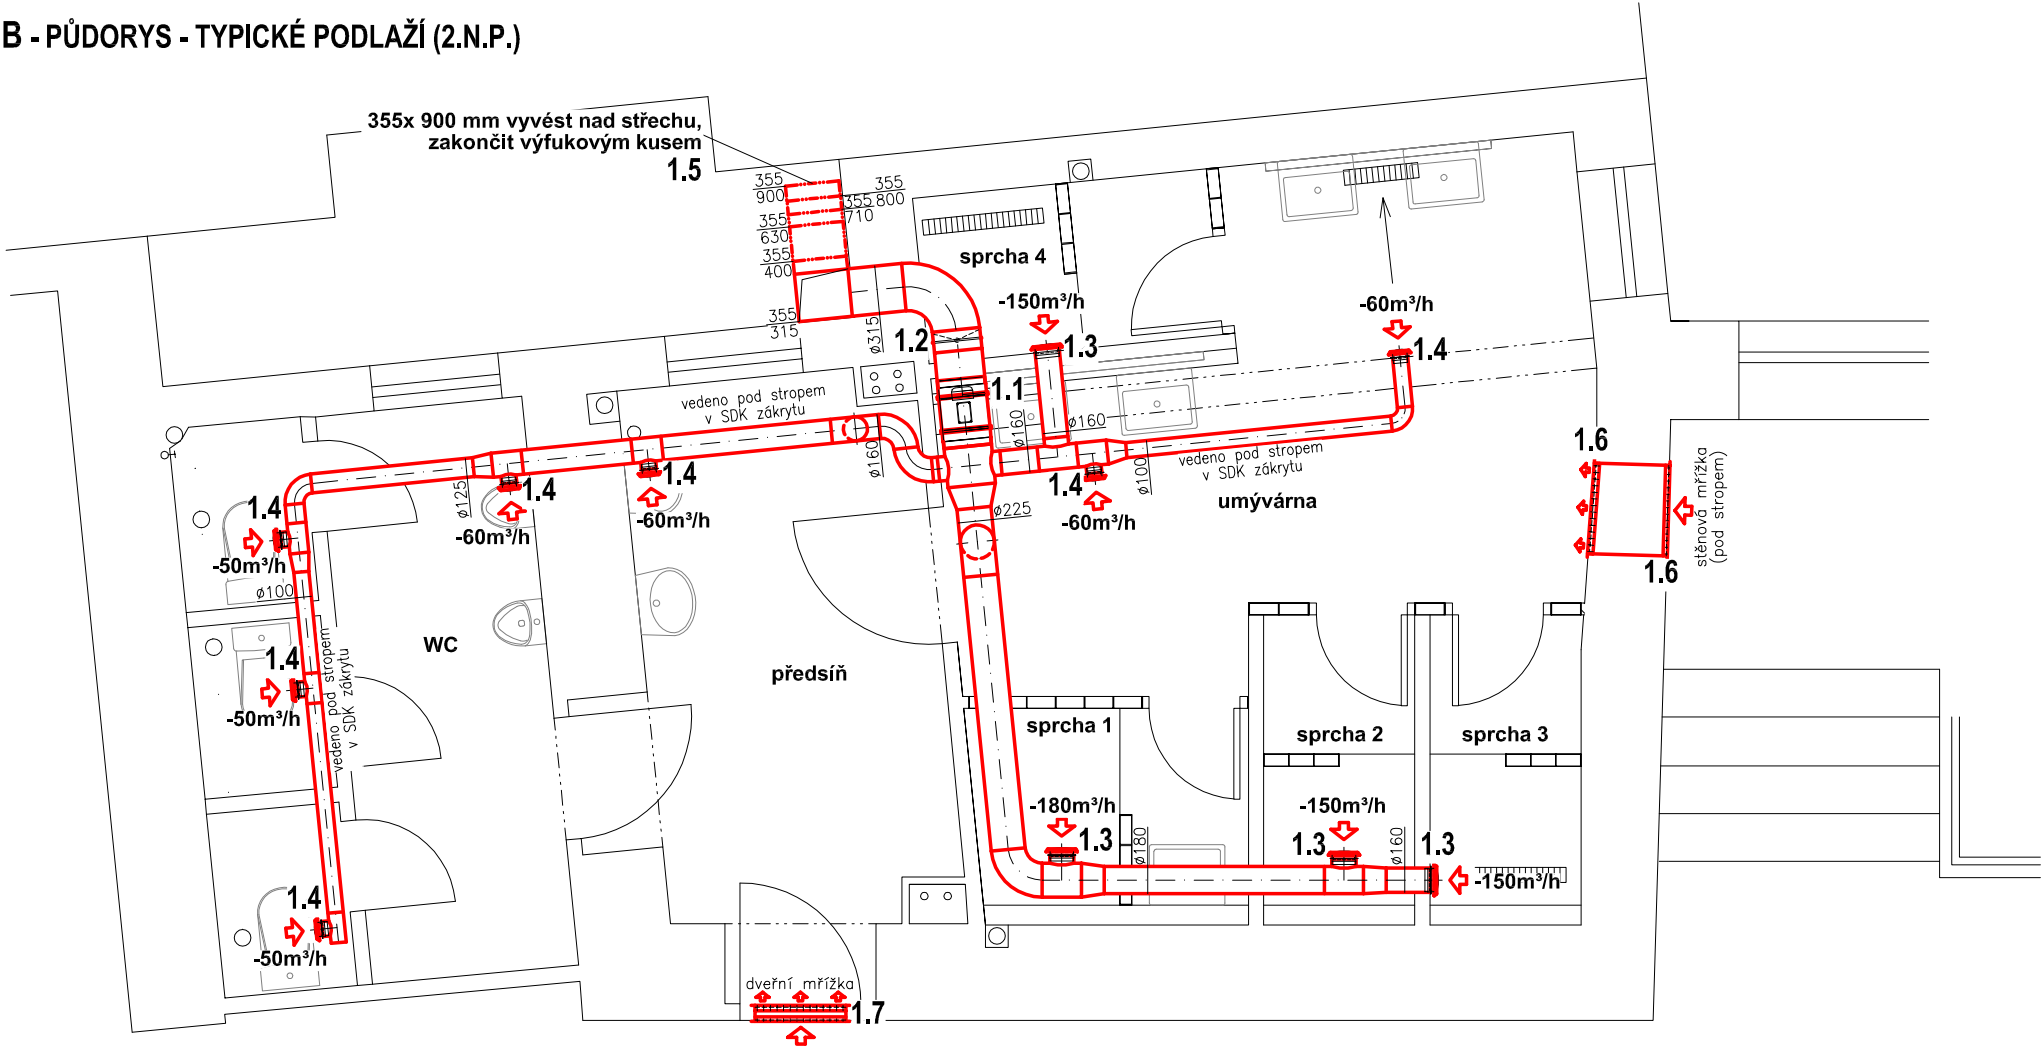 B - PŮDORYS - TYPICKÉ PODLAŽÍ (2.N.P.)
355x 900 mm vyvést nad střechu,
zakončit výfukovým kusem
1.5
355
900
355
800
355
710
355
630
355
400
355
315
ø315
1.2
sprcha 4
-150m³/h
1.3
-60m³/h
1.4
1.1
vedeno pod stropem
v SDK zákrytu
ø160
ø160
ø160
1.4
-60m³/h
ø100
vedeno pod stropem
v SDK zákrytu
umývárna
1.6
1.6
stěnová mřížka
(pod stropem)
ø125
1.4
-60m³/h
1.4
-60m³/h
ø225
1.4
-50m³/h
ø100
1.4
-50m³/h
vedeno pod stropem
v SDK zákrytu
WC
předsíň
1.4
-50m³/h
sprcha 1
sprcha 2
sprcha 3
-180m³/h
1.3
ø180
-150m³/h
1.3
ø160
1.3
-150m³/h
dveřní mřížka
1.7